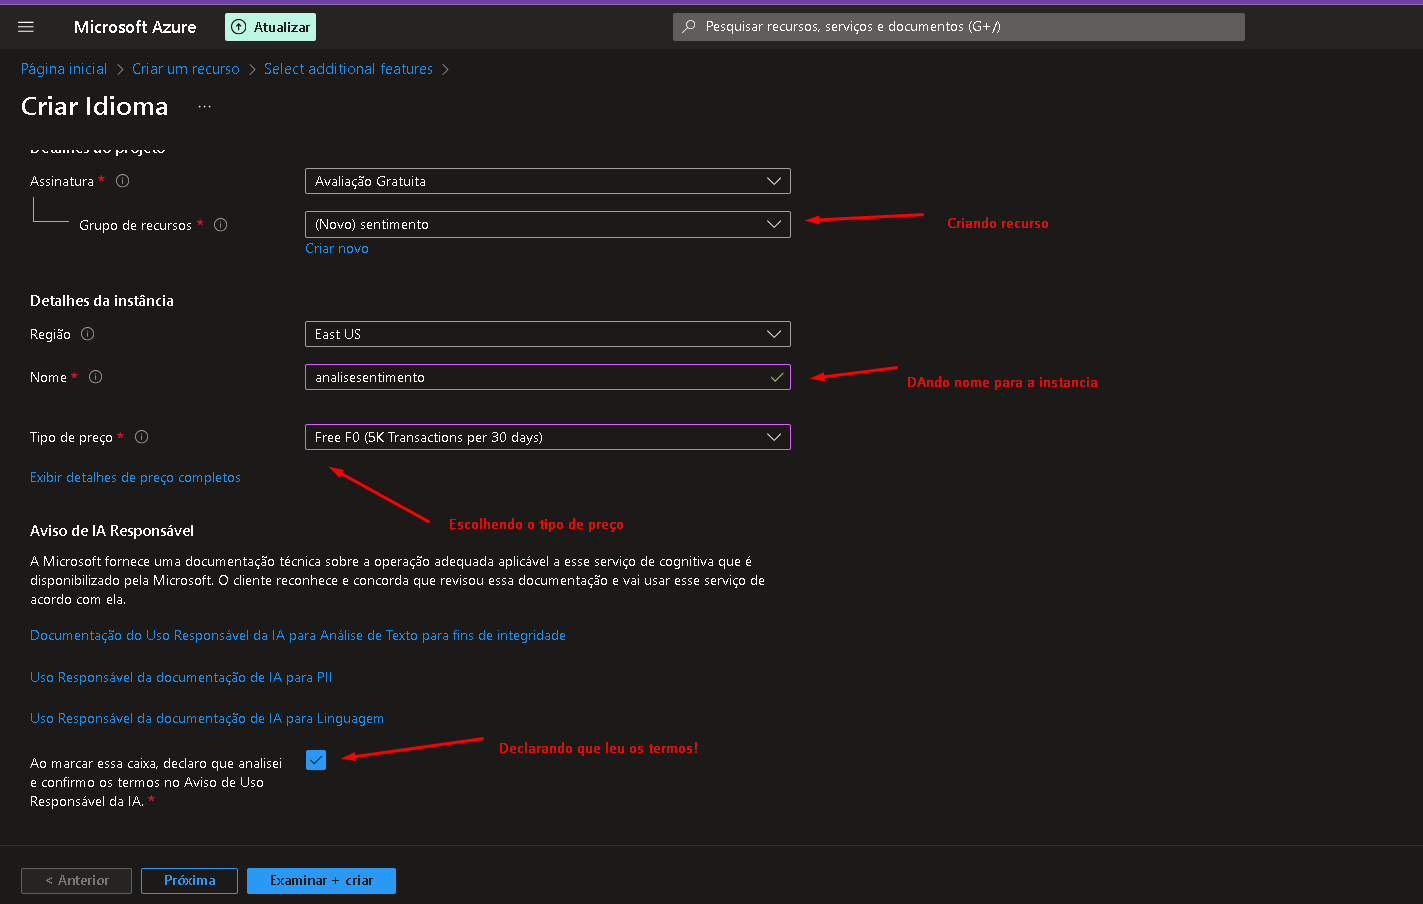 Microsoft Azure
Atualizar
Pesquisar recursos, serviços e documentos (G+/)
Página inicial > Criar um recurso > Select additional features >
Criar Idioma ...
Detalhes do projeto
Assinatura *
Avaliação Gratuita
Grupo de recursos *
(Novo) sentimento
Criando recurso
Criar novo
Detalhes da instância
Região
East US
Nome *
analisesentimento
DAndo nome para a instancia
Tipo de preço *
Free F0 (5K Transactions per 30 days)
Exibir detalhes de preço completos
Escolhendo o tipo de preço
Aviso de IA Responsável
A Microsoft fornece uma documentação técnica sobre a operação adequada aplicável a esse serviço de cognitiva que é
disponibilizado pela Microsoft. O cliente reconhece e concorda que revisou essa documentação e vai usar esse serviço de
acordo com ela.
Documentação do Uso Responsável da IA para Análise de Texto para fins de integridade
Uso Responsável da documentação de IA para PII
Uso Responsável da documentação de IA para Linguagem
Declarando que leu os termos!
Ao marcar essa caixa, declaro que analisei
e confirmo os termos no Aviso de Uso
Responsável da IA. *
< Anterior
Próxima
Examinar + criar